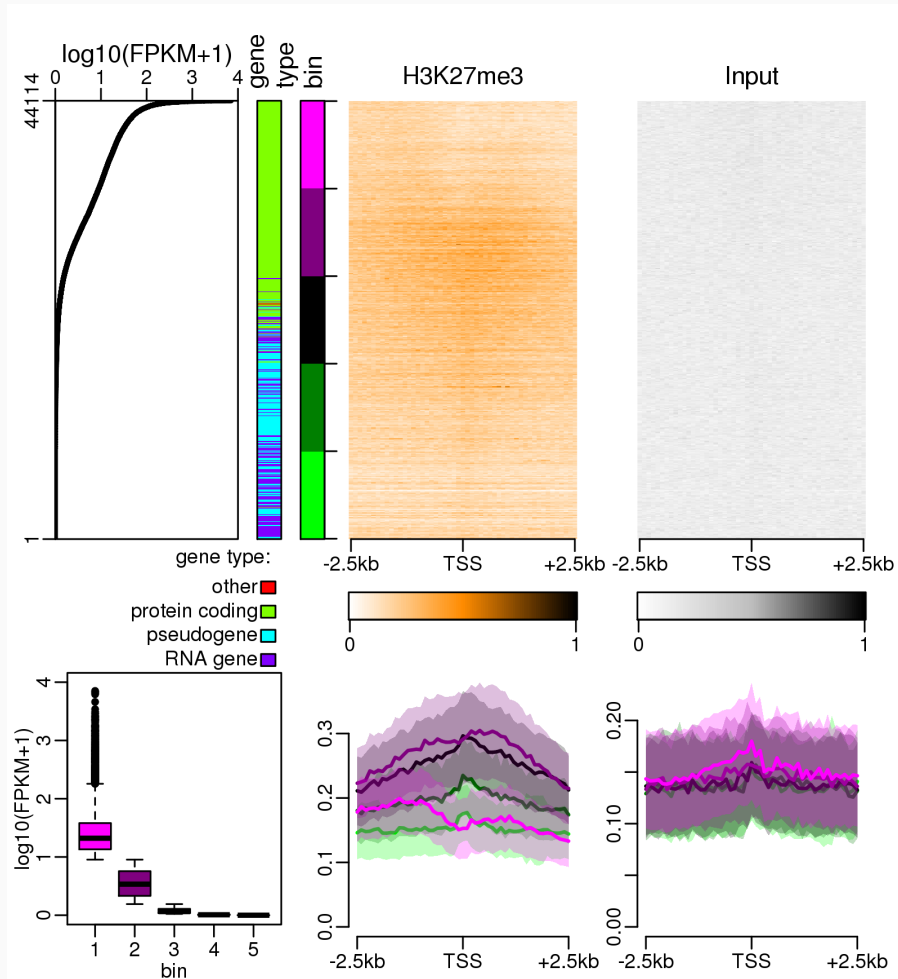 log10(FPKM+1)
0 1 2 3 4
44114
1
gene
type
bin
H3K27me3
Input
-2.5kb TSS +2.5kb
-2.5kb TSS +2.5kb
gene type:
other
protein coding
pseudogene
RNA gene
0 1
0 1
log10(FPKM+1)
4
3
2
1
0
1 2 3 4 5
bin
0.3
0.2
0.1
0.0
-2.5kb TSS +2.5kb
0.20
0.10
0.00
-2.5kb TSS +2.5kb